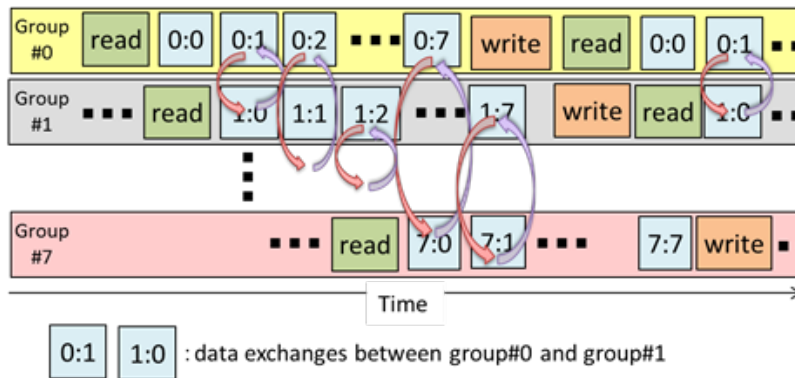 Group #0 read 0:0 0:1 0:2 ... 0:7 write read 0:0 0:1 ...
Group #1 ... read 1:0 1:1 1:2 ... 1:7 write read 1:0 ...
Group #7 ... read 7:0 7:1 ... 7:7 write
Time
0:1 1:0 : data exchanges between group#0 and group#1